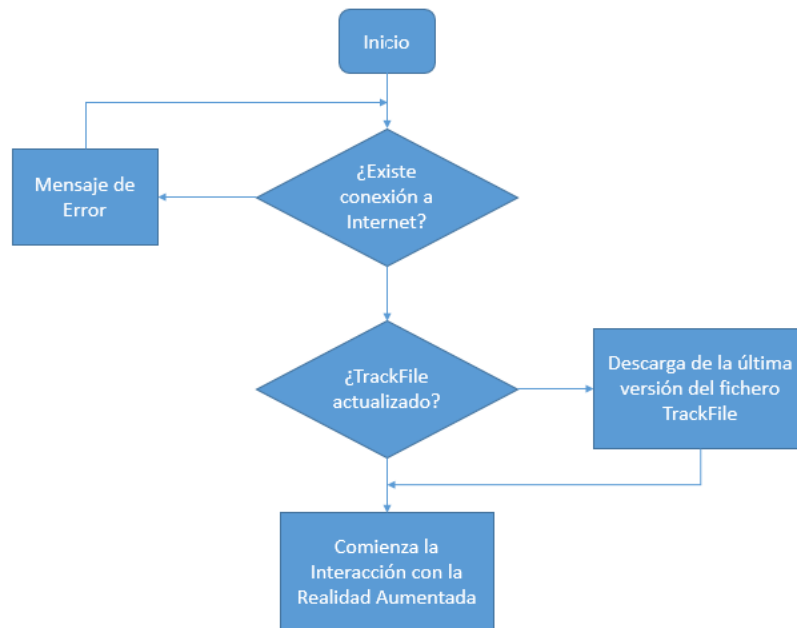 Inicio
¿Existe
conexión a
Internet?
Mensaje de
Error
¿TrackFile
actualizado?
Descarga de la última
versión del fichero
TrackFile
Comienza la
Interacción con la
Realidad Aumentada